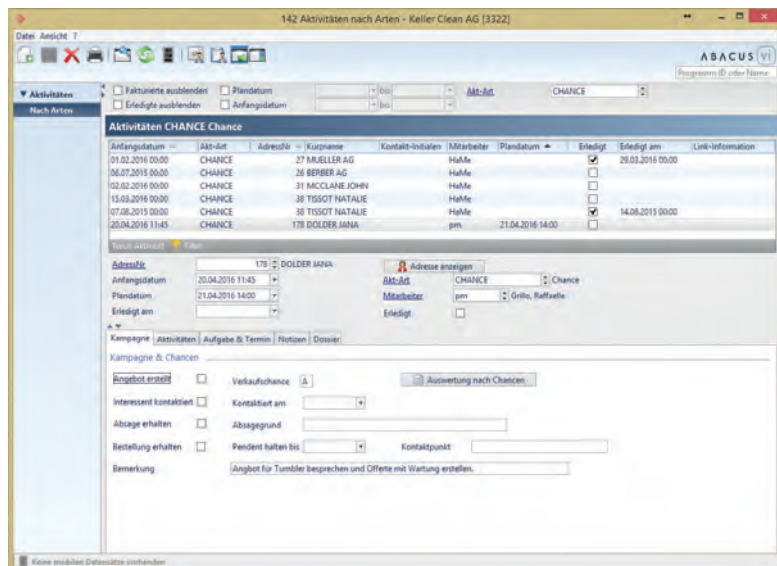 142 Aktivitäten nach Arten - Keller Clean AG [3322]
Datei Ansicht ?
ABACUS vi
Programm ID oder Name
Aktivitäten
Nach Arten
Fakturierte ausblenden Plandatum bis Akt-Art CHANCE
Erledigte ausblenden Anfangsdatum bis
Aktivitäten CHANCE Chance
Anfangsdatum Akt-Art AdressNr Kurzname Kontakt-Initialen Mitarbeiter Plandatum Erledigt Erledigt am Link-Information
01.02.2016 00:00 CHANCE 27 MUELLER AG HaMe 29.03.2016 00:00
06.07.2015 00:00 CHANCE 26 BERBER AG HaMe
02.02.2016 00:00 CHANCE 31 MCCLANE JOHN HaMe
15.03.2016 00:00 CHANCE 38 TISSOT NATALIE HaMe
07.08.2015 00:00 CHANCE 38 TISSOT NATALIE HaMe 14.08.2015 00:00
20.04.2016 11:45 CHANCE 178 DOLDER JANA pm 21.04.2016 14:00
Filter
AdressNr 178 DOLDER JANA Adresse anzeigen
Anfangsdatum 20.04.2016 11:45 Akt-Art CHANCE Chance
Plandatum 21.04.2016 14:00 Mitarbeiter pm Grillo, Raffaelle
Erledigt am Erledigt
Kampagne Aktivitäten Aufgabe & Termin Notizen Dossier
Kampagne & Chancen
Angebot erstellt Verkaufschance A Auswertung nach Chancen
Interessent kontaktiert Kontaktiert am
Absage erhalten Absagegrund
Bestellung erhalten Pendent halten bis Kontaktpunkt
Bemerkung Angbot für Tumbler besprechen und Offerte mit Wartung erstellen.
Keine mobilen Datensätze vorhanden